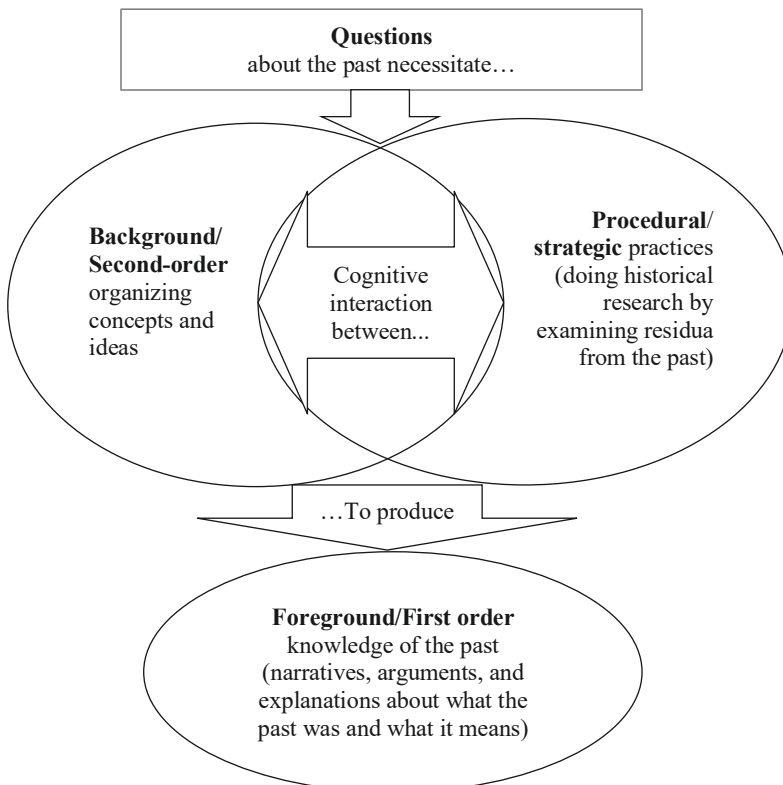 Questions
about the past necessitate…
Background/
Second-order
organizing
concepts and
ideas
Cognitive
interaction
between...
Procedural/
strategic practices
(doing historical
research by
examining residua
from the past)
…To produce
Foreground/First order
knowledge of the past
(narratives, arguments, and
explanations about what the
past was and what it means)